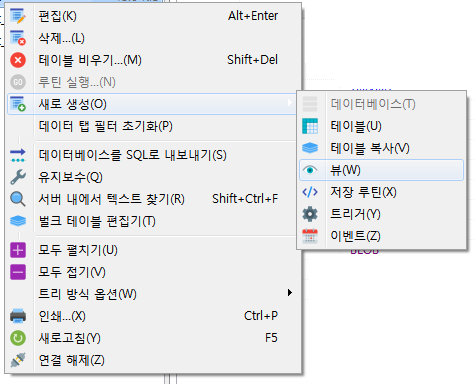 편집(K) Alt+Enter
삭제...(L)
테이블 비우기...(M) Shift+Del
루틴 실행...(N)
새로 생성(O)
데이터 탭 필터 초기화(P)
데이터베이스를 SQL로 내보내기(S)
유지보수(Q)
서버 내에서 텍스트 찾기(R) Shift+Ctrl+F
벌크 테이블 편집기(T)
모두 펼치기(U)
모두 접기(V)
트리 방식 옵션(W)
인쇄...(X) Ctrl+P
새로고침(Y) F5
연결 해제(Z)
데이터베이스(T)
테이블(U)
테이블 복사(V)
뷰(W)
저장 루틴(X)
트리거(Y)
이벤트(Z)